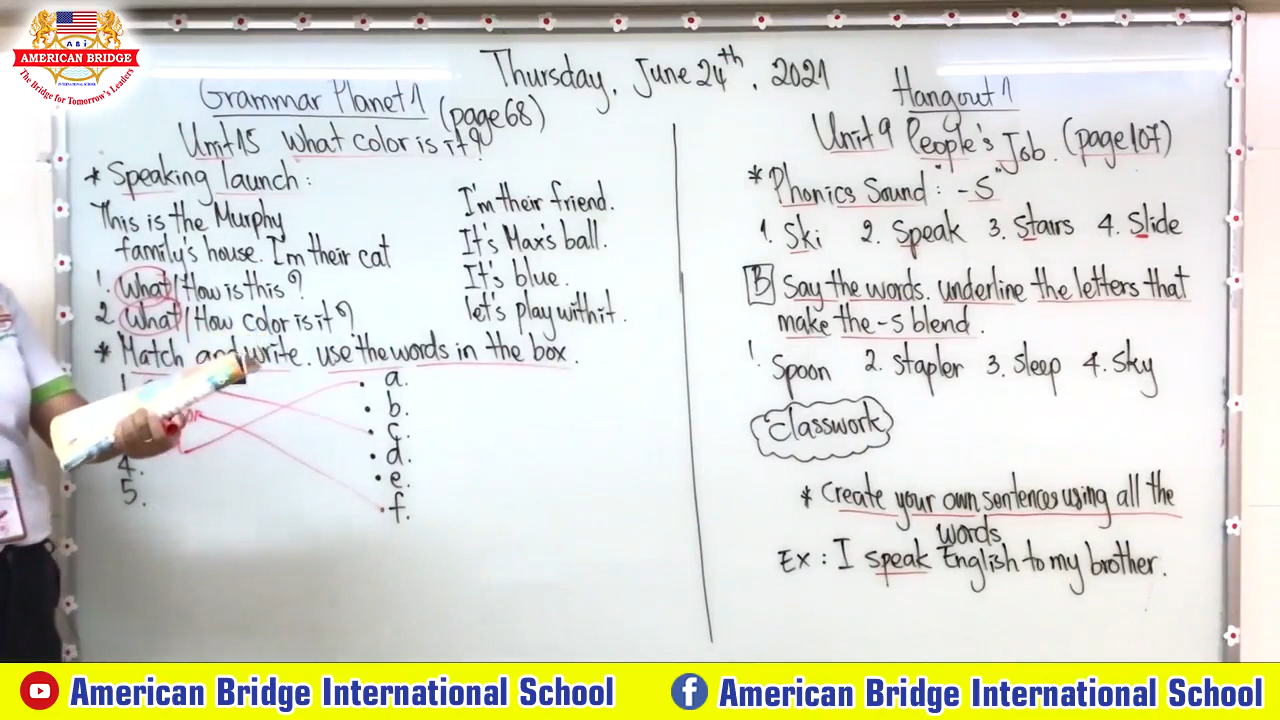 A B i
AMERICAN BRIDGE
INTERNATIONAL SCHOOL
The Bridge for Tomorrow's Leaders
Thursday, June 24th, 2021
Grammar Planet 1 (page 68)
Unit 15 What color is it?
* Speaking launch:
This is the Murphy
family's house. I'm their cat
1. What/How is this?
2. What/How color is it?
I'm their friend.
It's Max's ball.
It's blue.
let's play with it.
* Match and write. use the words in the box.
1.
4.
5.
a.
b.
c.
d.
e.
f.
Hangout 1
Unit 9 People's Job. (page 107)
* Phonics Sound: "-S"
1. Ski 2. Speak 3. Stairs 4. Slide
B Say the words. underline the letters that
make the -s blend.
1. Spoon 2. Stapler 3. Sleep 4. Sky
Classwork
* Create your own sentences using all the
words
Ex: I speak English to my brother.
American Bridge International School
f American Bridge International School